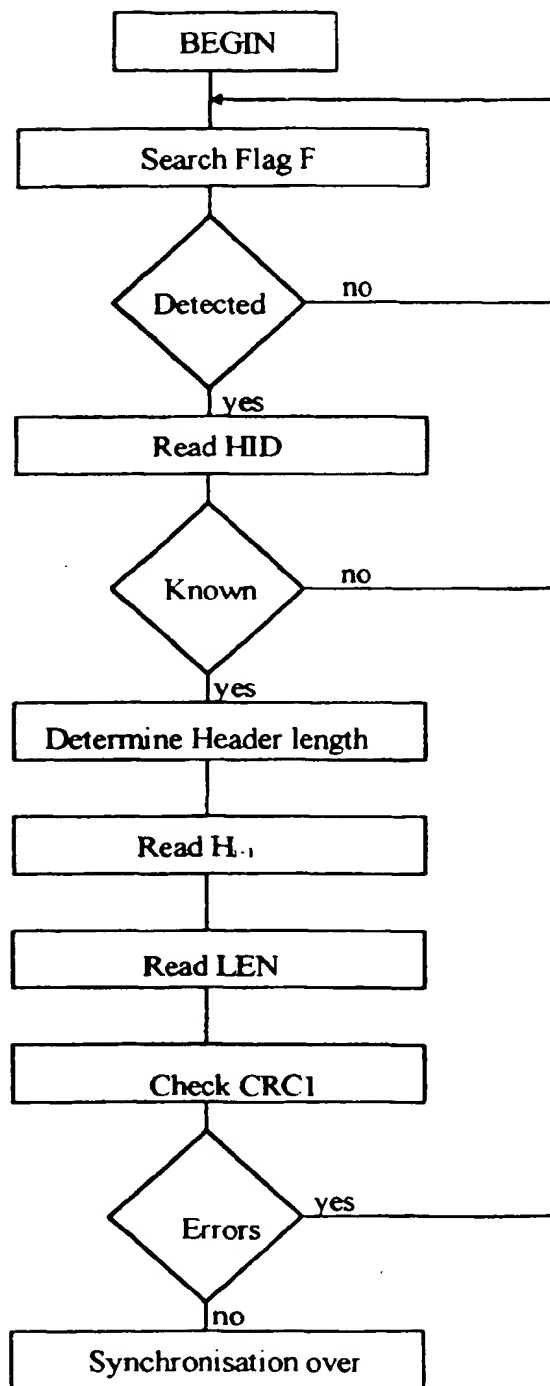 BEGIN
Search Flag F
Detected
no
yes
Read HID
Known
no
yes
Determine Header length
Read
Read LEN
Check CRC1
Errors
yes
no
Synchronisation over